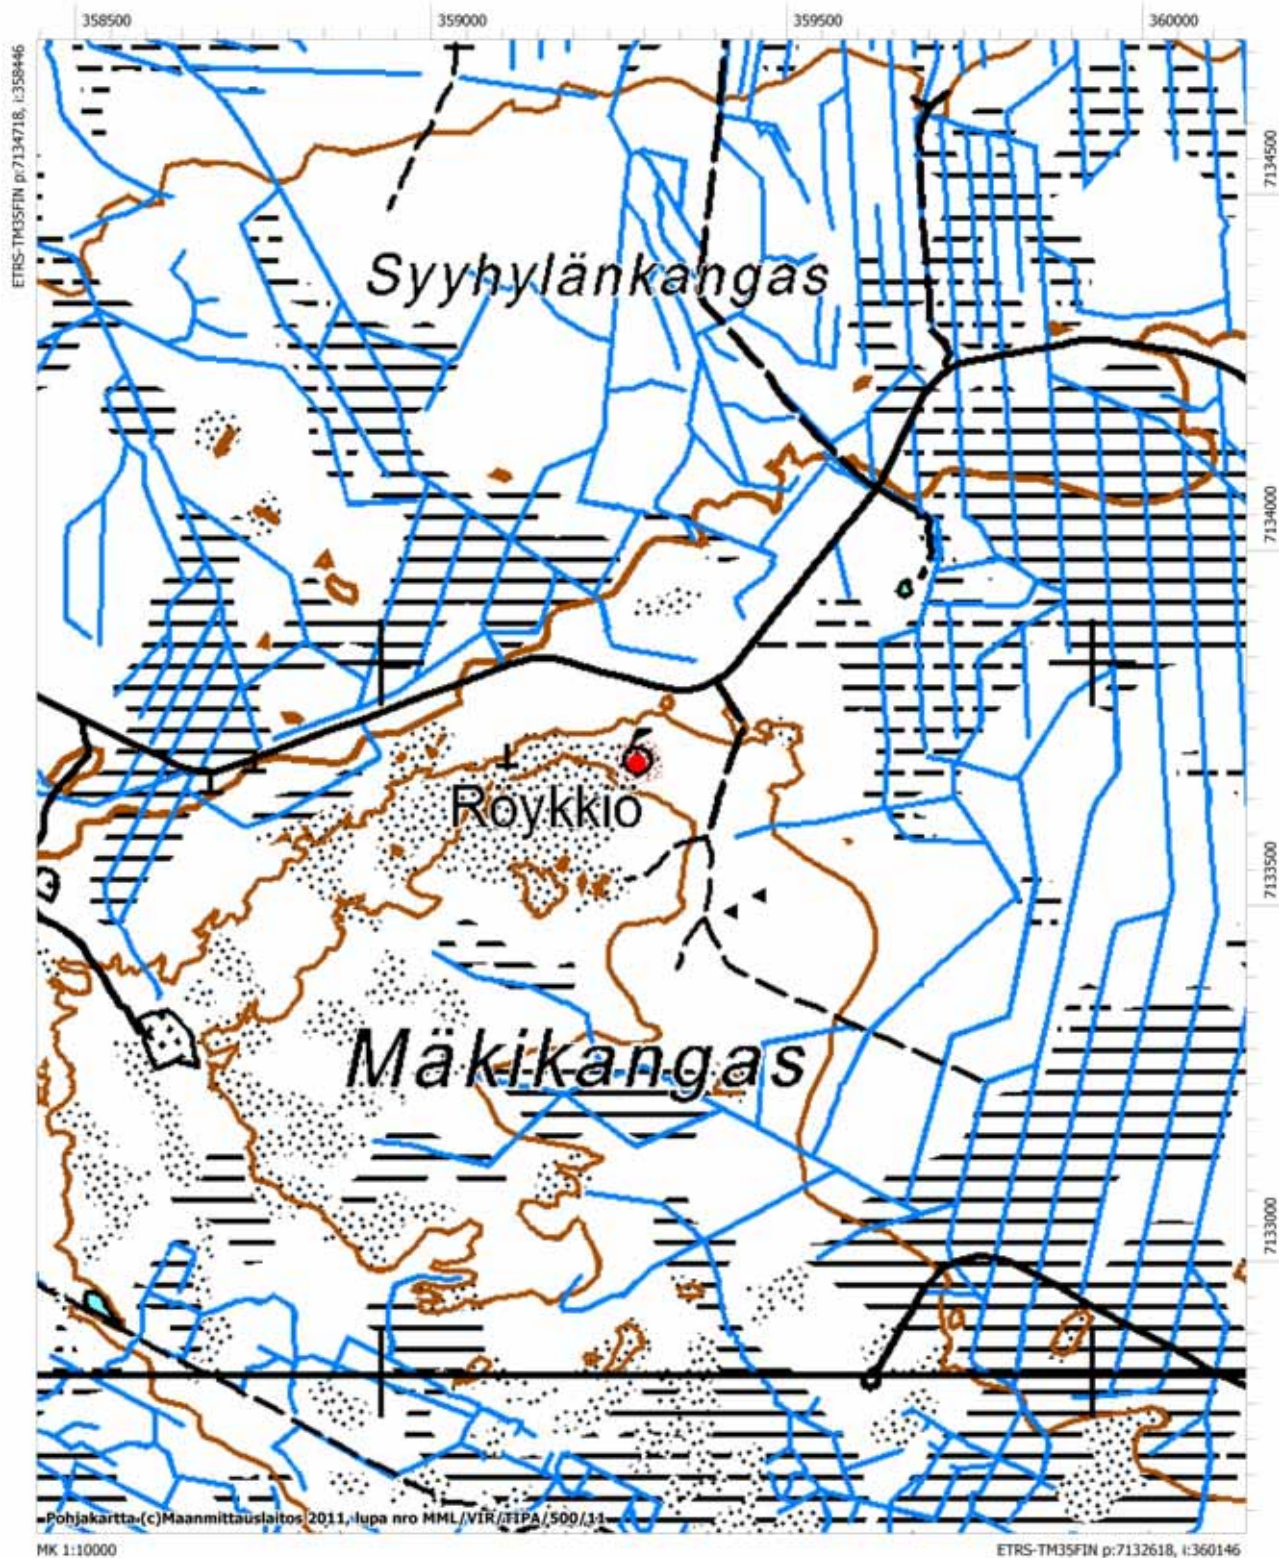 358500 359000 359500 360000
ETRS-TM35FIN p:7134718, i:358446
7134500
Syyhylänkangas
7134000
Röykkiö
7133500
Mäkikangas
7133000
Pohjakartta (c)Maanmittauslaitos 2011, lupa nro MML/VIR/TIPA/500/11
MK 1:10000
ETRS-TM35FIN p:7132618, i:360146